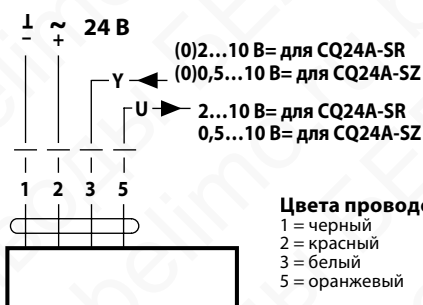 ⊥ ~ 24 В
– +
(0)2...10 В= для CQ24A-SR
Y (0)0,5...10 В= для CQ24A-SZ
U 2...10 В= для CQ24A-SR
0,5...10 В= для CQ24A-SZ
1 2 3 5
Цвета проводо
1 = черный
2 = красный
3 = белый
5 = оранжевый